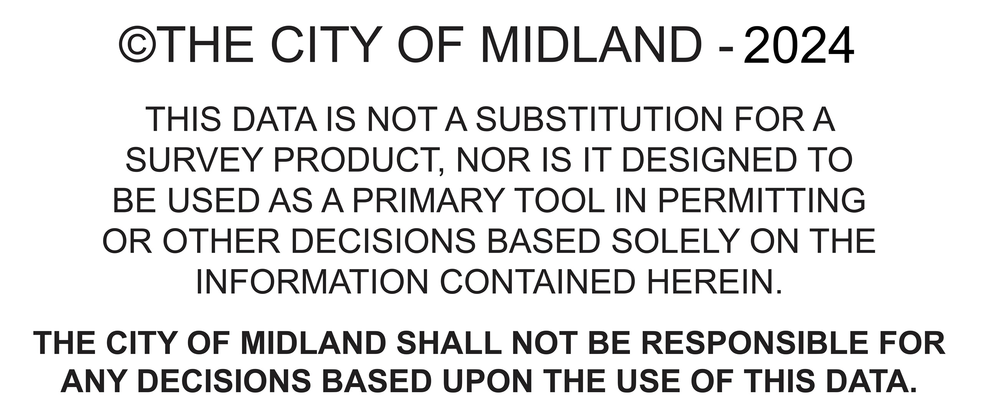 ©THE CITY OF MIDLAND - 2024
THIS DATA IS NOT A SUBSTITUTION FOR A
SURVEY PRODUCT, NOR IS IT DESIGNED TO
BE USED AS A PRIMARY TOOL IN PERMITTING
OR OTHER DECISIONS BASED SOLELY ON THE
INFORMATION CONTAINED HEREIN.
THE CITY OF MIDLAND SHALL NOT BE RESPONSIBLE FOR
ANY DECISIONS BASED UPON THE USE OF THIS DATA.